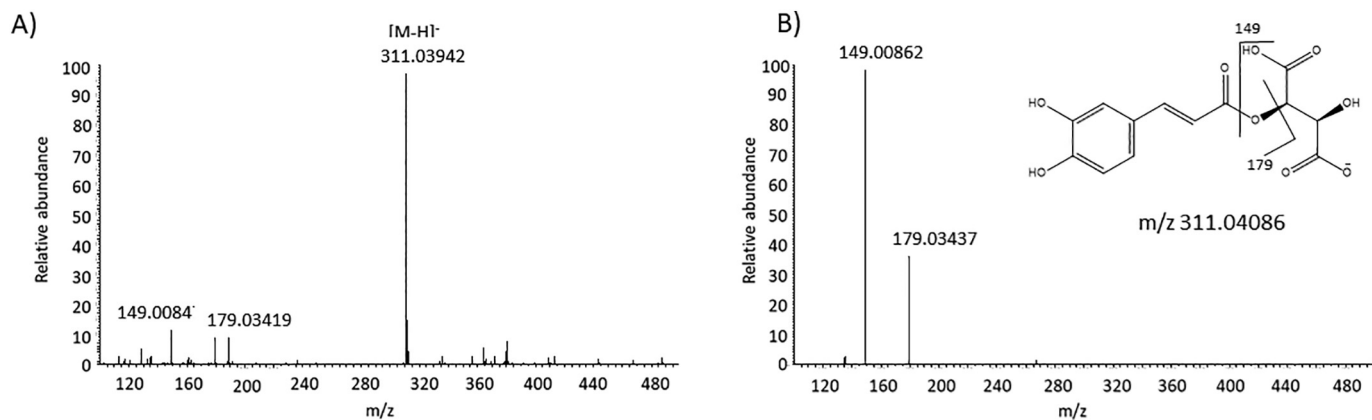 A)
[M-H]-
311.03942
100
90
80
70
60
50
40
30
20
10
0
Relative abundance
149.0084
179.03419
120 160 200 240 280 320 360 400 440 480
m/z
B)
149.00862
100
90
80
70
60
50
40
30
20
10
0
Relative abundance
179.03437
149
HO
O
O
HO
O
OH
HO
179
O
O-
m/z 311.04086
120 160 200 240 280 320 360 400 440 480
m/z